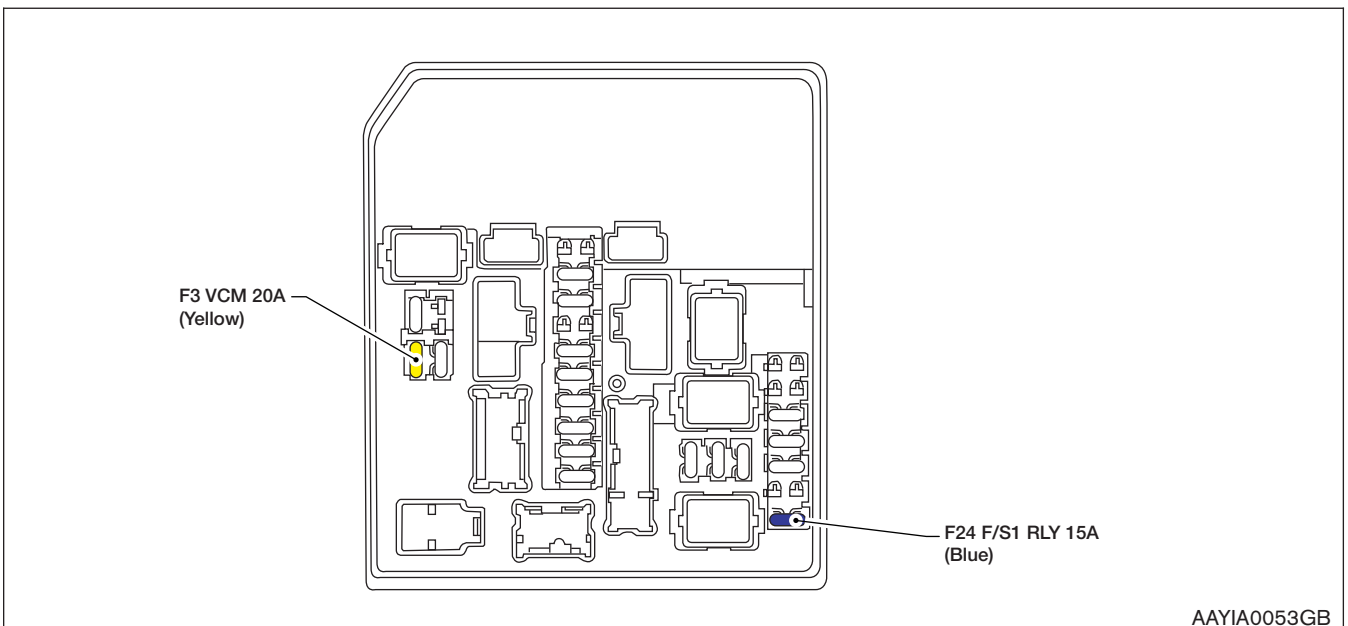 F3 VCM 20A
(Yellow)
F24 F/S1 RLY 15A
(Blue)
AAYIA0053GB